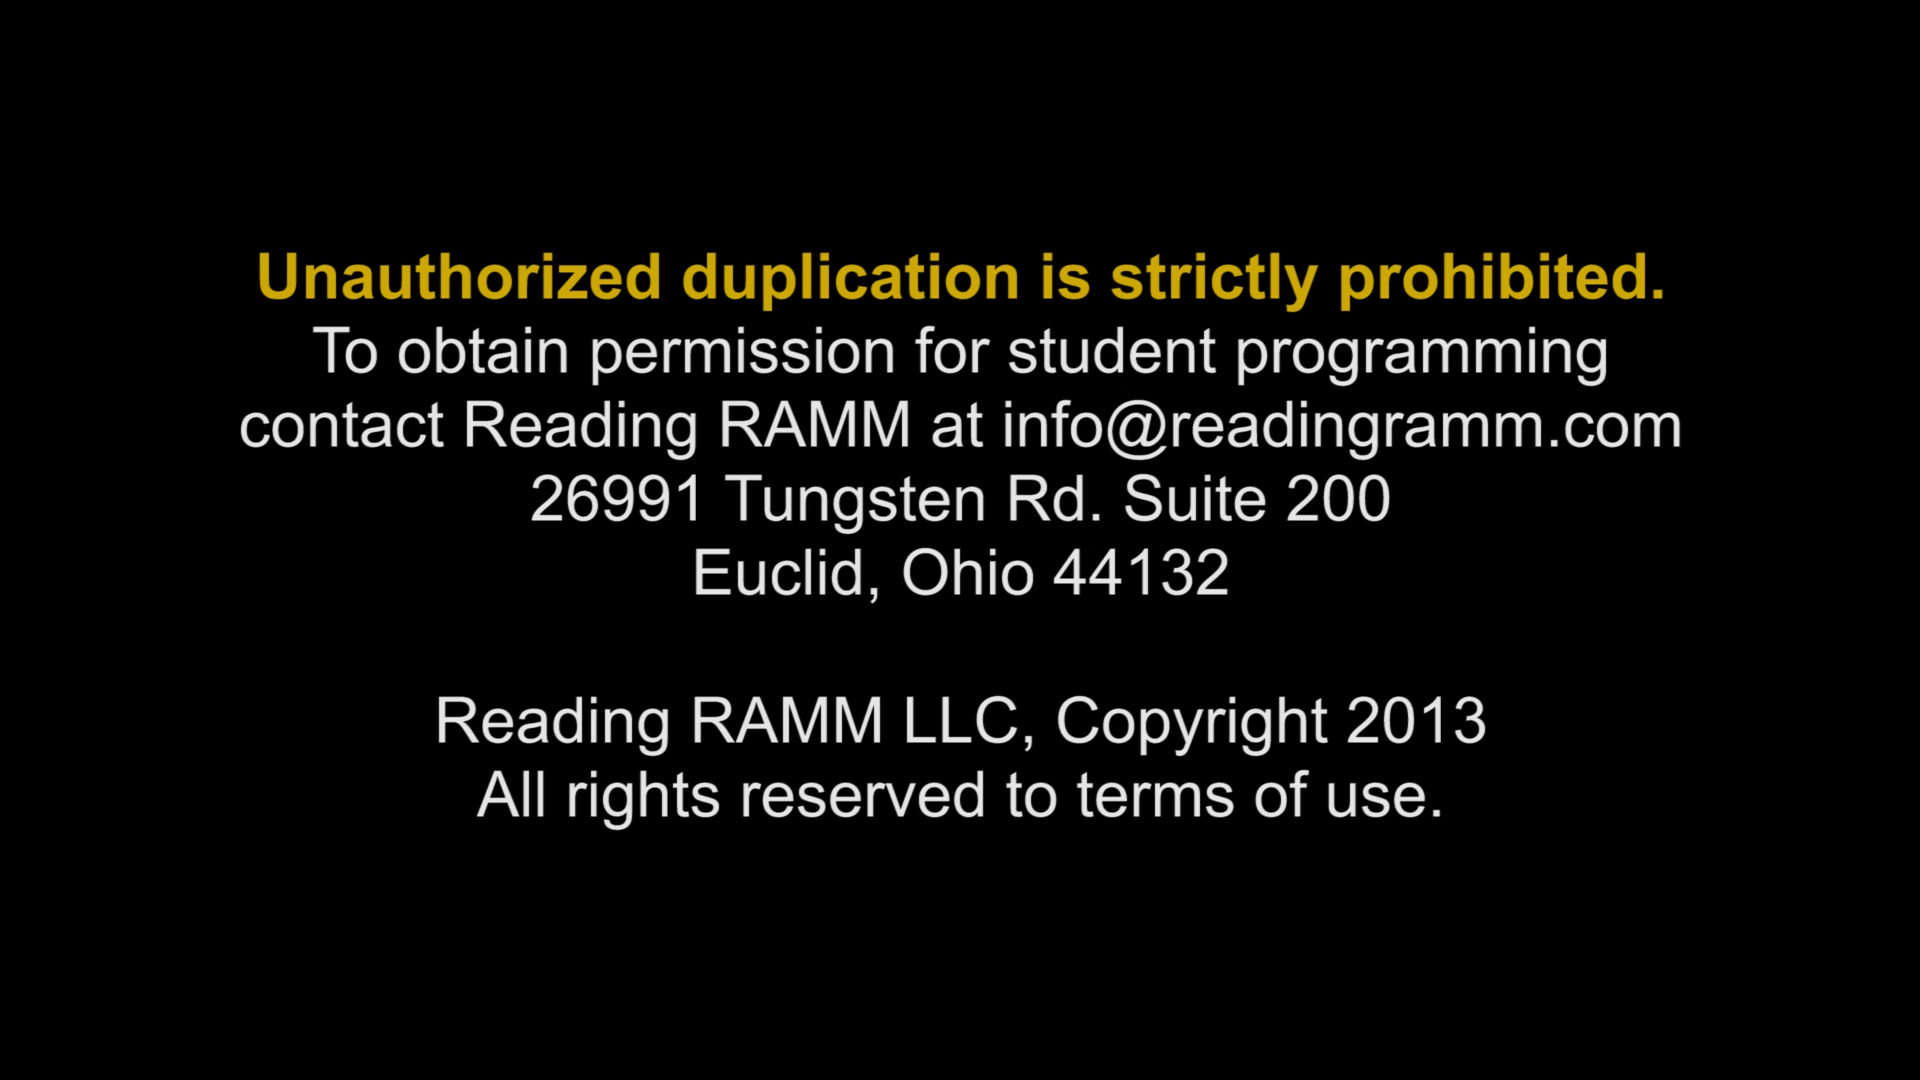 Unauthorized duplication is strictly prohibited.
To obtain permission for student programming
contact Reading RAMM at info@readingramm.com
26991 Tungsten Rd. Suite 200
Euclid, Ohio 44132
Reading RAMM LLC, Copyright 2013
All rights reserved to terms of use.